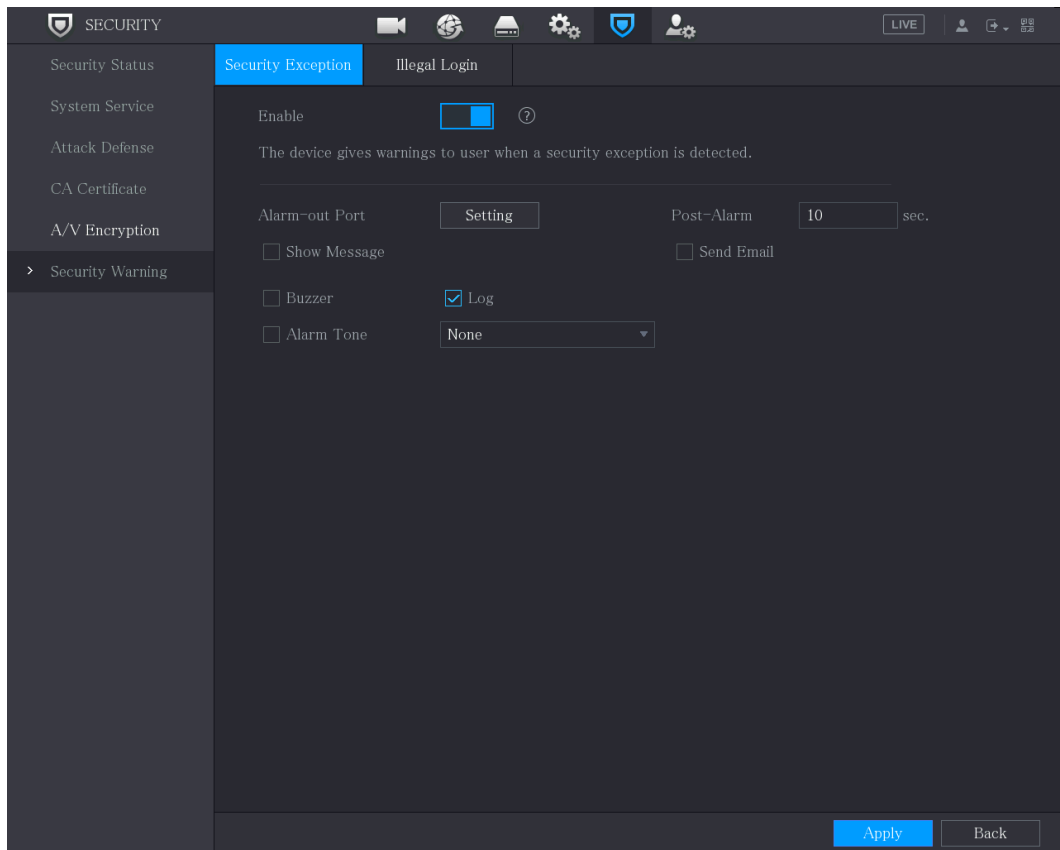 SECURITY
LIVE
Security Status
System Service
Attack Defense
CA Certificate
A/V Encryption
Security Warning
Security Exception Illegal Login
Enable ?
The device gives warnings to user when a security exception is detected.
Alarm-out Port Setting Post-Alarm 10 sec.
Show Message Send Email
Buzzer Log
Alarm Tone None
Apply Back